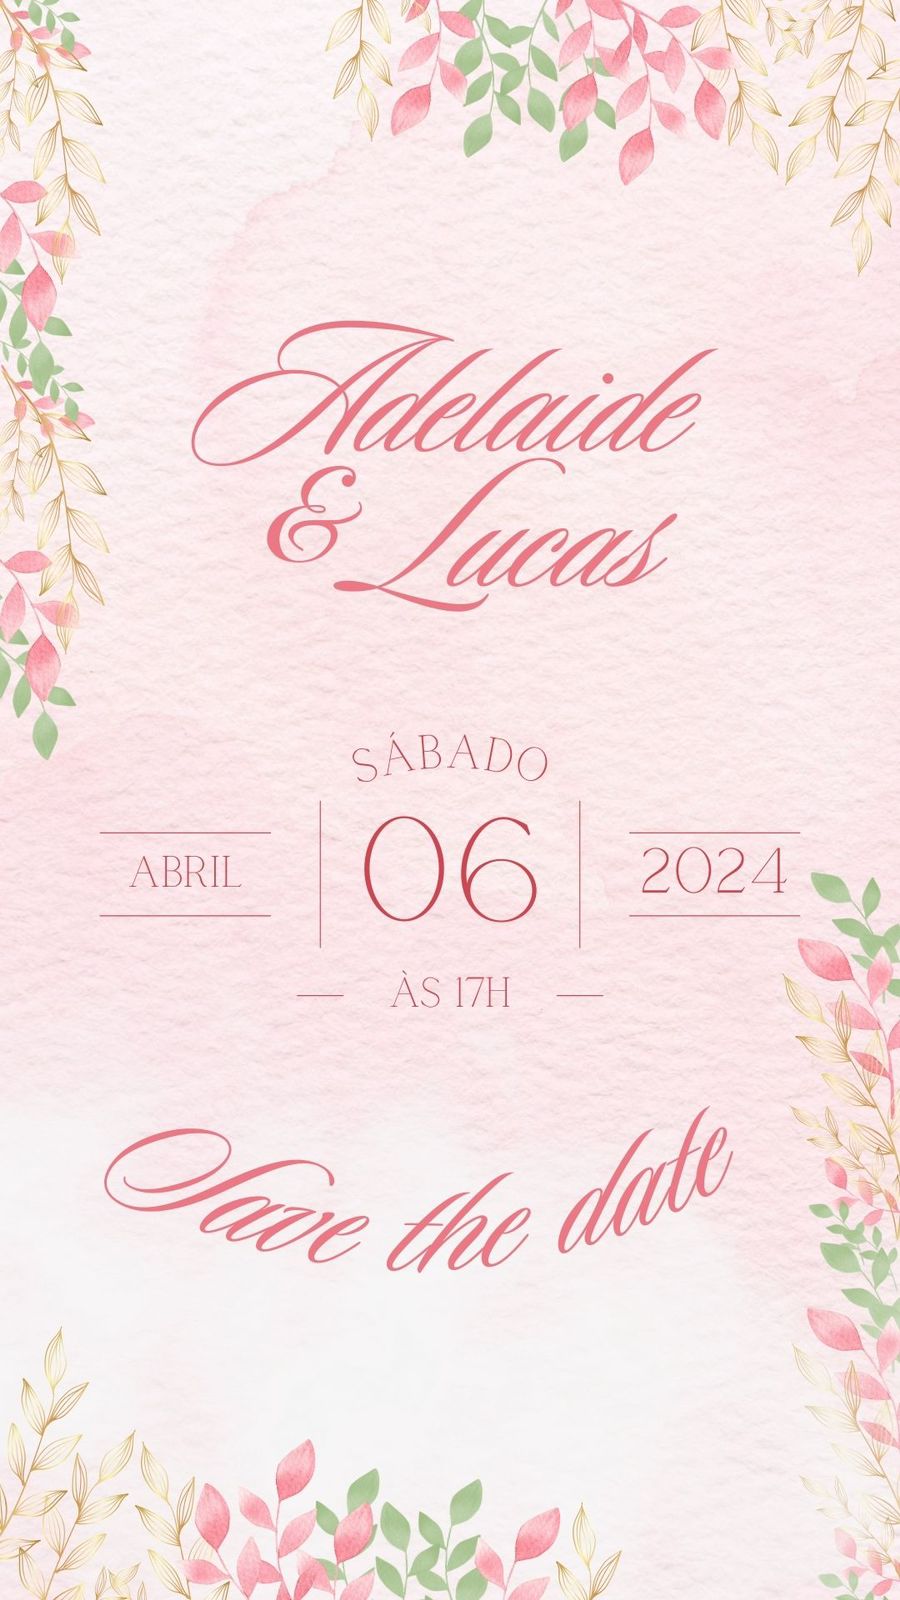 Adelaide
& Lucas
SÁBADO
ABRIL
06
2024
ÀS 17H
Save the date